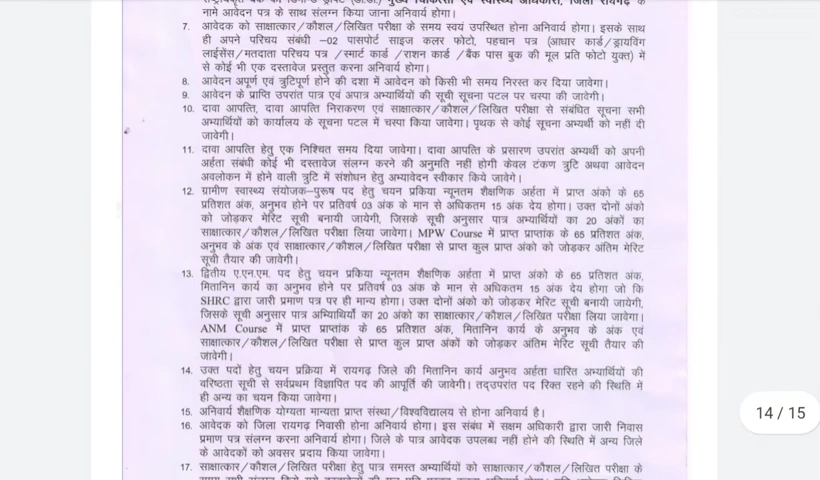 नामे आवेदन पत्र के साथ संलग्न किया जाना अनिवार्य होगा।
7. आवेदक को साक्षात्कार/कौशल/लिखित परीक्षा के समय स्वयं उपस्थित होना अनिवार्य होगा। इसके साथ
ही अपने परिचय संबंधी -02 पासपोर्ट साइज कलर फोटो, पहचान पत्र (आधार कार्ड/ड्रायविंग
लाईसेंस/मतदाता परिचय पत्र /स्मार्ट कार्ड /राशन कार्ड /बैंक पास बुक की मूल प्रति फोटो युक्त) में
से कोई भी एक दस्तावेज प्रस्तुत करना अनिवार्य होगा।
8. आवेदन अपूर्ण एवं त्रुटिपूर्ण होने की दशा में आवेदन को किसी भी समय निरस्त कर दिया जावेगा।
9. आवेदन के प्राप्ति उपरांत पात्र एवं अपात्र अभ्यार्थियों की सूची सूचना पटल पर चस्पा की जावेगी।
10. दावा आपत्ति, दावा आपत्ति निराकरण एवं साक्षात्कार/कौशल/लिखित परीक्षा से संबंधित सूचना सभी
अभ्यार्थियों को कार्यालय के सूचना पटल में चस्पा किया जावेगा। पृथक से कोई सूचना अभ्यर्थी को नहीं दी
जावेगी।
11. दावा आपत्ति हेतु एक निश्चित समय दिया जावेगा। दावा आपत्ति के प्रसारण उपरांत अभ्यर्थी को अपनी
अर्हता संबंधी कोई भी दस्तावेज संलग्न करने की अनुमति नहीं होगी केवल टंकण त्रुटि अथवा आवेदन
अवलोकन में होने वाली त्रुटि में संशोधन हेतु अभ्यावेदन स्वीकार किये जावेगे।
12. ग्रामीण स्वास्थ्य संयोजक–पुरूष पद हेतु चयन प्रकिया न्यूनतम शैक्षणिक अर्हता में प्राप्त अंको के 65
प्रतिशत अंक, अनुभव होने पर प्रतिवर्ष 03 अंक के मान से अधिकतम 15 अंक देय होगा। उक्त दोनों अंको
को जोड़कर मेरिट सूची बनायी जायेगी, जिसके सूची अनुसार पात्र अभ्यार्थियों का 20 अंकों का
साक्षात्कार/कौशल/लिखित परीक्षा लिया जावेगा। MPW Course में प्राप्त प्राप्तांक के 65 प्रतिशत अंक,
अनुभव के अंक एवं साक्षात्कार/कौशल/लिखित परीक्षा से प्राप्त कुल प्राप्त अंको को जोड़कर अंतिम मेरिट
सूची तैयार की जावेगी।
13. द्वितीय ए.एन.एम. पद हेतु चयन प्रकिया न्यूनतम शैक्षणिक अर्हता में प्राप्त अंको के 65 प्रतिशत अंक,
मितानिन कार्य का अनुभव होने पर प्रतिवर्ष 03 अंक के मान से अधिकतम 15 अंक देय होगा जो कि
SHRC द्वारा जारी प्रमाण पत्र पर ही मान्य होगा। उक्त दोनों अंको को जोड़कर मेरिट सूची बनायी जायेगी,
जिसके सूची अनुसार पात्र अभ्यिार्थियों का 20 अंको का साक्षात्कार/कौशल/लिखित परीक्षा लिया जावेगा।
ANM Course में प्राप्त प्राप्तांक के 65 प्रतिशत अंक, मितानिन कार्य के अनुभव के अंक एवं
साक्षात्कार/कौशल/लिखित परीक्षा से प्राप्त कुल प्राप्त अंकों को जोड़कर अंतिम मेरिट सूची तैयार की
जावेगी।
14. उक्त पदों हेतु चयन प्रक्रिया में रायगढ़ जिले की मितानिन कार्य अनुभव अर्हता धारित अभ्यार्थियों की
वरिष्ठता सूची से सर्वप्रथम विज्ञापित पद की आपूर्ति की जावेगी। तद्उपरांत पद रिक्त रहने की स्थिति में
ही अन्य का चयन किया जावेगा।
15. अनिवार्य शैक्षणिक योग्यता मान्यता प्राप्त संस्था/विश्वविद्यालय से होना अनिवार्य है।
16. आवेदक को जिला रायगढ़ निवासी होना अनिवार्य होगा। इस संबंध में सक्षम अधिकारी द्वारा जारी निवास
प्रमाण पत्र संलग्न करना अनिवार्य होगा। जिले के पात्र आवेदक उपलब्ध नहीं होने की स्थिति में अन्य जिले
के आवेदकों को अवसर प्रदाय किया जावेगा।
17. साक्षात्कार/कौशल/लिखित परीक्षा हेतु पात्र समस्त अभ्यार्थियों को साक्षात्कार/कौशल/लिखित परीक्षा के
14 / 15